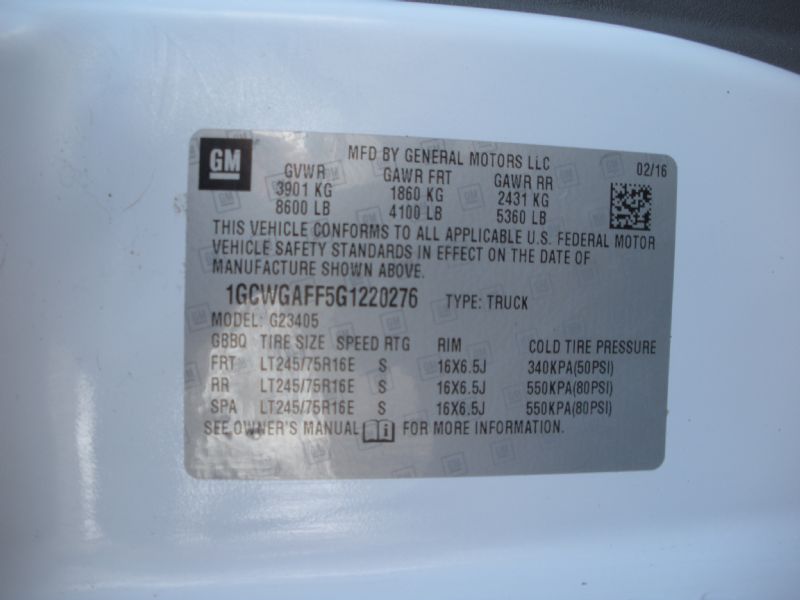 GM
MFD BY GENERAL MOTORS LLC 02/16
GVWR GAWR FRT GAWR RR
3901 KG 1860 KG 2431 KG
8600 LB 4100 LB 5360 LB
THIS VEHICLE CONFORMS TO ALL APPLICABLE U.S. FEDERAL MOTOR
VEHICLE SAFETY STANDARDS IN EFFECT ON THE DATE OF
MANUFACTURE SHOWN ABOVE.
1GCWGAFF5G1220276 TYPE: TRUCK
MODEL: G23405
GBBQ TIRE SIZE SPEED RTG RIM COLD TIRE PRESSURE
FRT LT245/75R16E S 16X6.5J 340KPA(50PSI)
RR LT245/75R16E S 16X6.5J 550KPA(80PSI)
SPA LT245/75R16E S 16X6.5J 550KPA(80PSI)
SEE OWNER'S MANUAL i FOR MORE INFORMATION.